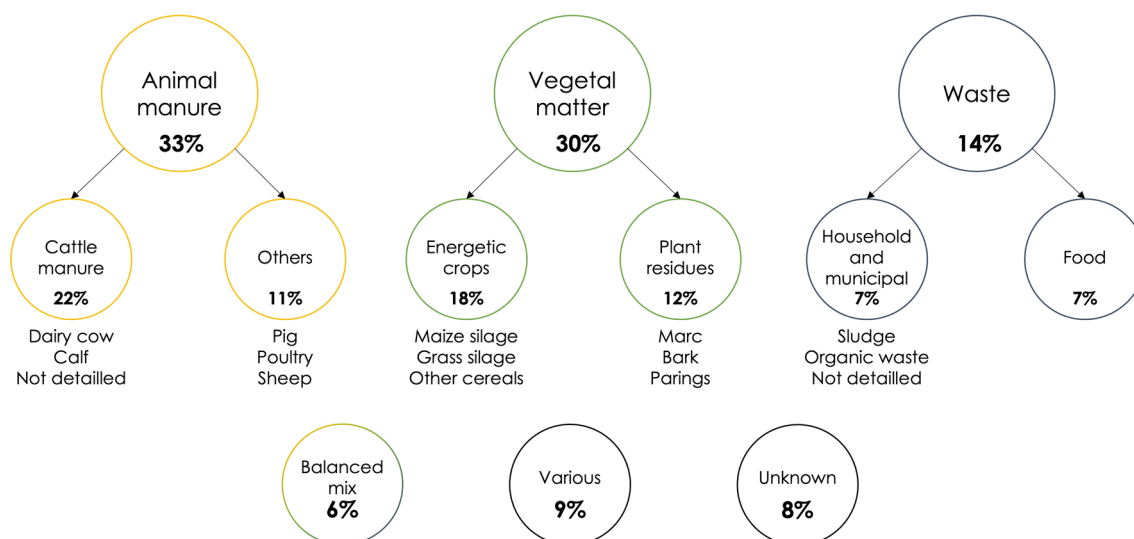 Animal
manure
33%
Vegetal
matter
30%
Waste
14%
Cattle
manure
22%
Others
11%
Energetic
crops
18%
Plant
residues
12%
Household
and
municipal
7%
Food
7%
Dairy cow
Calf
Not detailled
Pig
Poultry
Sheep
Maize silage
Grass silage
Other cereals
Marc
Bark
Parings
Sludge
Organic waste
Not detailled
Balanced
mix
6%
Various
9%
Unknown
8%